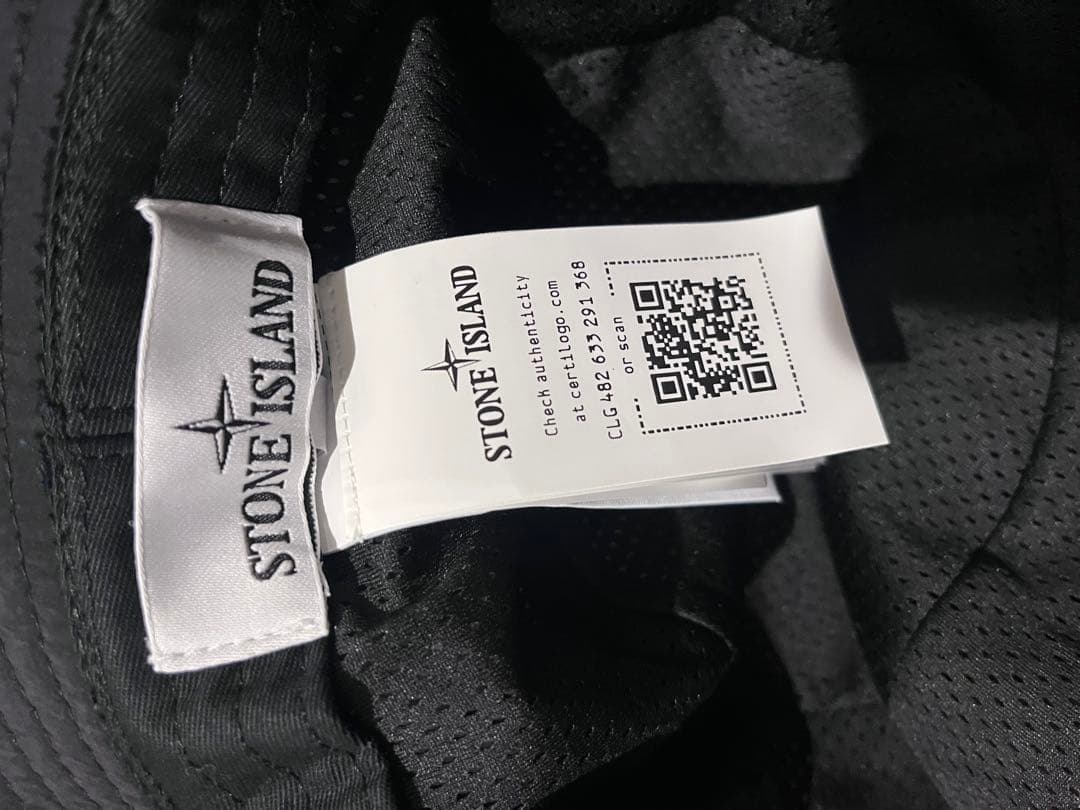 STONE ISLAND
STONE ISLAND
Check authenticity
at certilogo.com
CLG 482 633 291 368
or scan